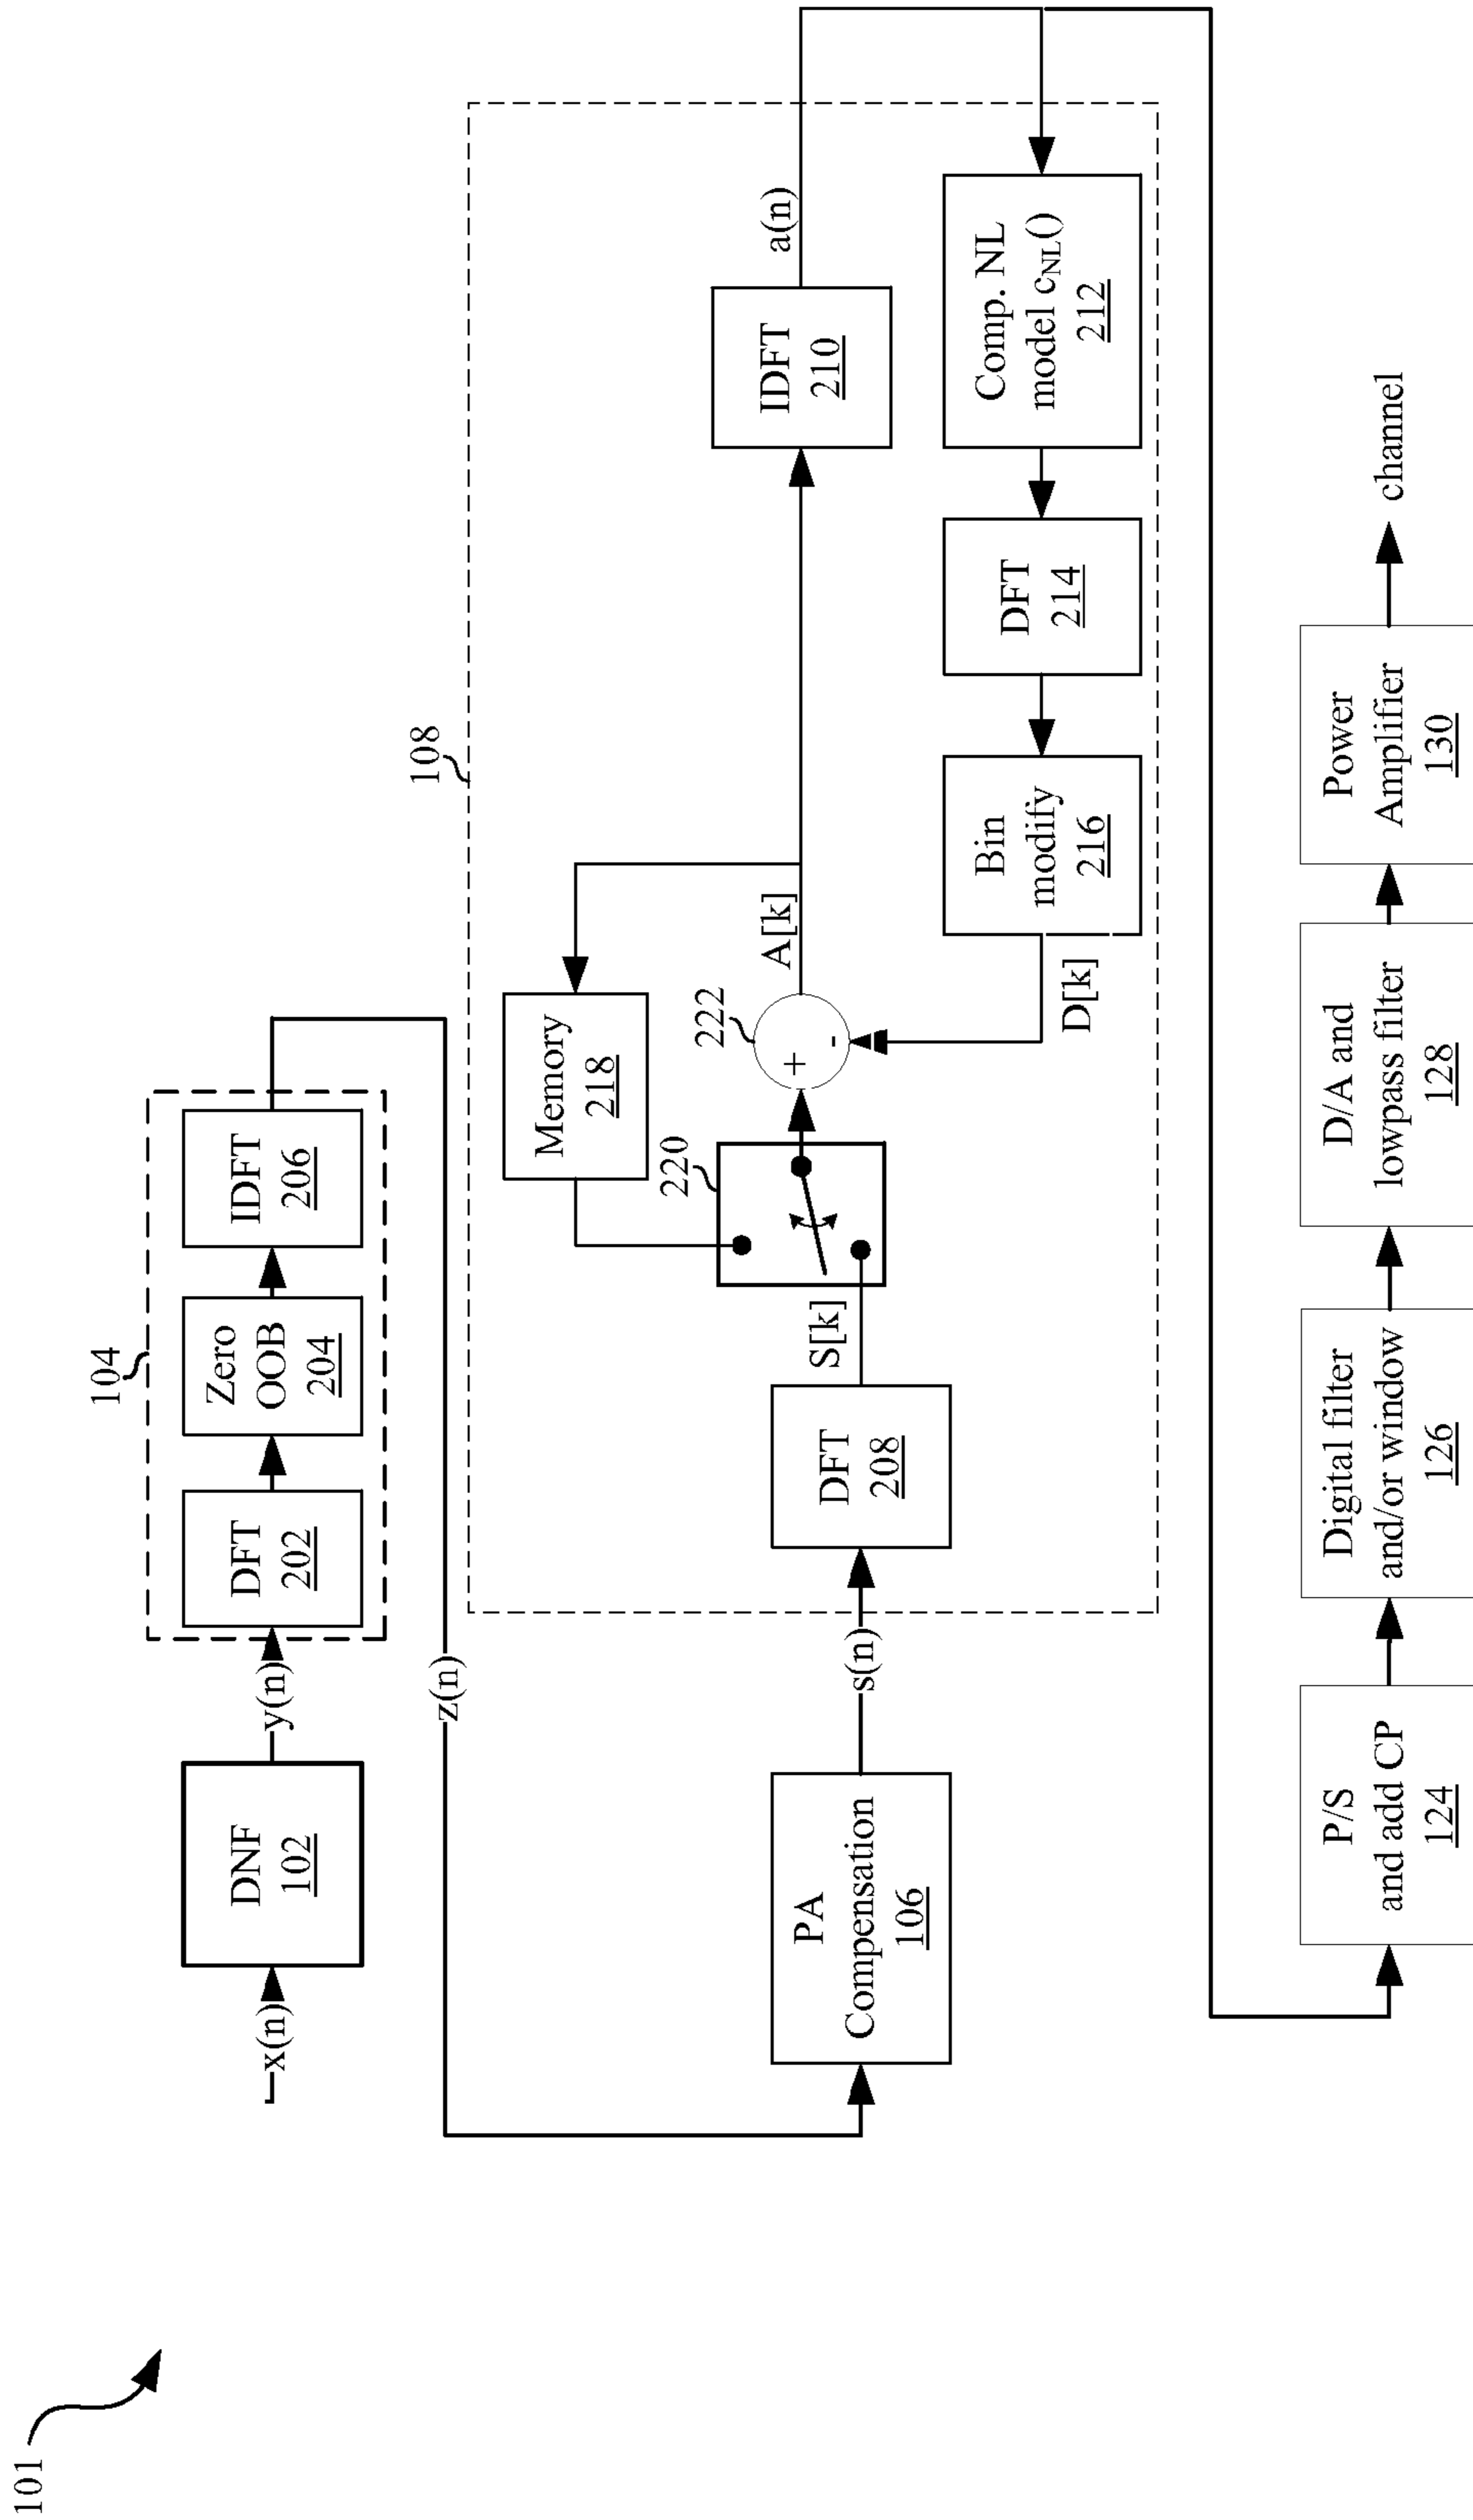 101
x(n)
DNF
102
y(n)
104
DFT
202
Zero
OOB
204
IDFT
206
z(n)
PA
Compensation
106
s(n)
108
DFT
208
S[k]
220
Memory
218
222
+
-
A[k]
IDFT
210
a(n)
Comp. NL
model cNL()
212
DFT
214
Bin
modify
216
D[k]
P/S
and add CP
124
Digital filter
and/or window
126
D/A and
lowpass filter
128
Power
Amplifier
130
channel